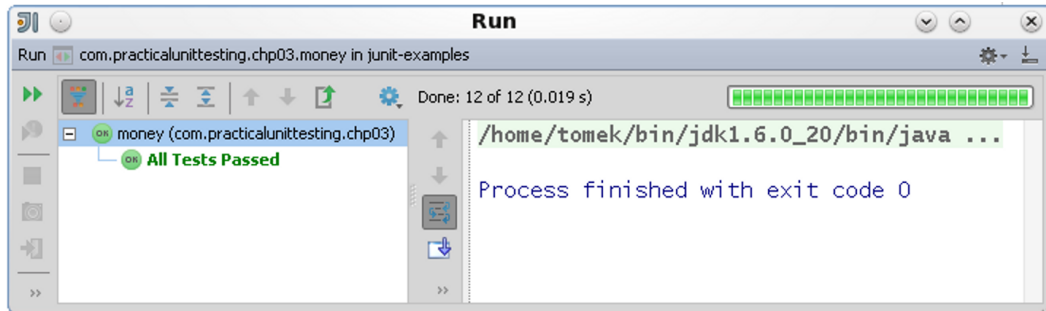 Run
Run com.practicalunittesting.chp03.money in junit-examples
Done: 12 of 12 (0.019 s)
money (com.practicalunittesting.chp03)
All Tests Passed
/home/tomek/bin/jdk1.6.0_20/bin/java ...
Process finished with exit code 0